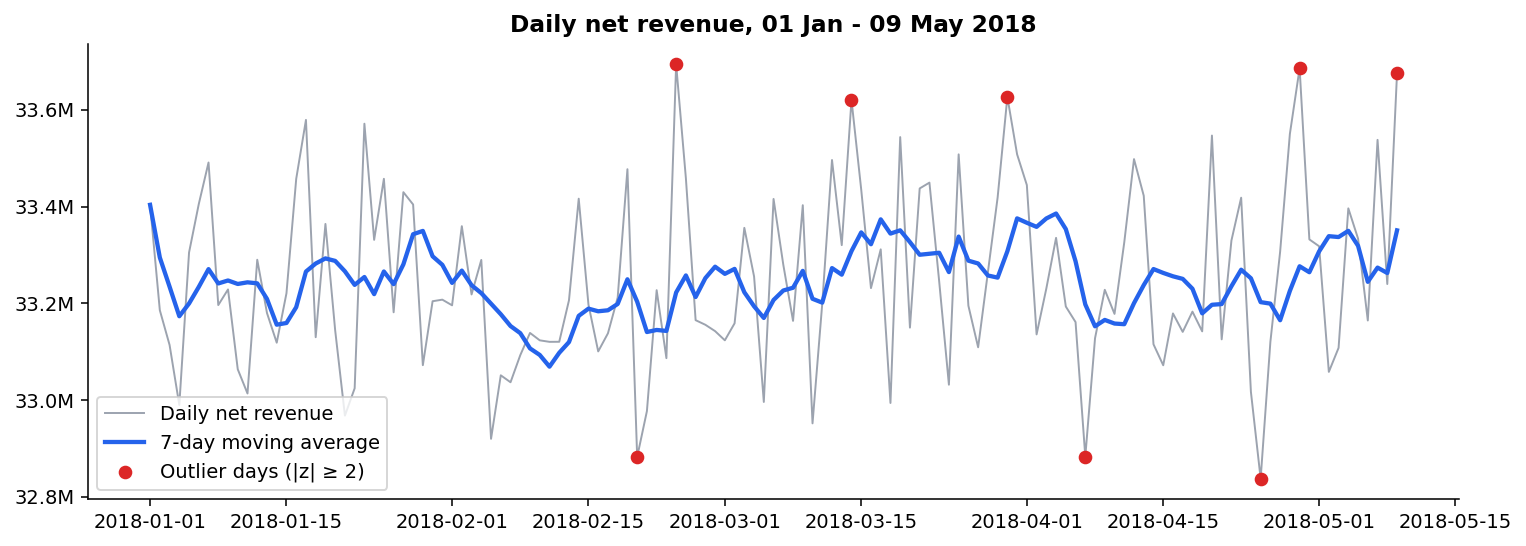 Daily net revenue, 01 Jan - 09 May 2018
33.6M
33.4M
33.2M
33.0M
32.8M
Daily net revenue
7-day moving average
Outlier days (|z| ≥ 2)
2018-01-01 2018-01-15 2018-02-01 2018-02-15 2018-03-01 2018-03-15 2018-04-01 2018-04-15 2018-05-01 2018-05-15